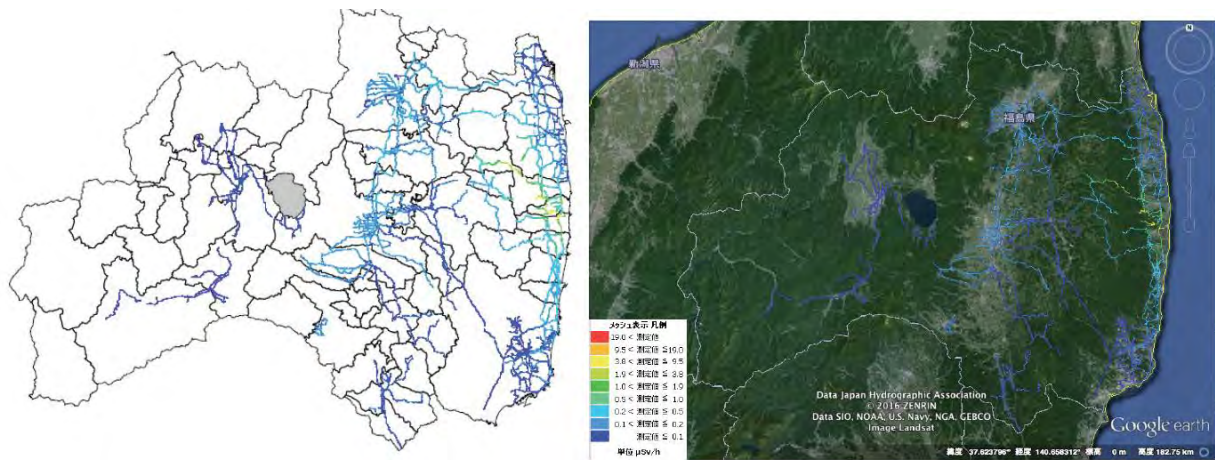 新潟県
福島県
N
メッシュ表示 凡例
19.0 < 測定値
9.5 < 測定値 ≦19.0
3.8 < 測定値 ≦ 9.5
1.9 < 測定値 ≦ 3.8
1.0 < 測定値 ≦ 1.9
0.5 < 測定値 ≦ 1.0
0.2 < 測定値 ≦ 0.5
0.1 < 測定値 ≦ 0.2
測定値 ≦ 0.1
単位 μSv/h
Data Japan Hydrographic Association
© 2016 ZENRIN
Data SIO, NOAA, U.S. Navy, NGA, GEBCO
Image Landsat
Google earth
緯度 37.623796° 経度 140.658312° 標高 0 m 高度 182.75 km